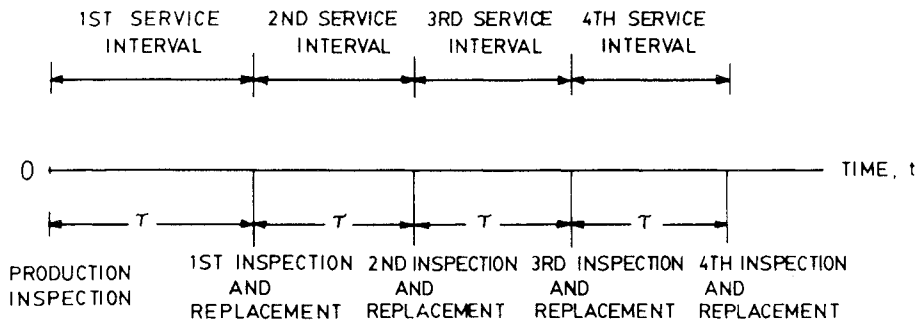 1ST SERVICE INTERVAL
2ND SERVICE INTERVAL
3RD SERVICE INTERVAL
4TH SERVICE INTERVAL
0
TIME, t
τ
τ
τ
τ
PRODUCTION INSPECTION
1ST INSPECTION AND REPLACEMENT
2ND INSPECTION AND REPLACEMENT
3RD INSPECTION AND REPLACEMENT
4TH INSPECTION AND REPLACEMENT